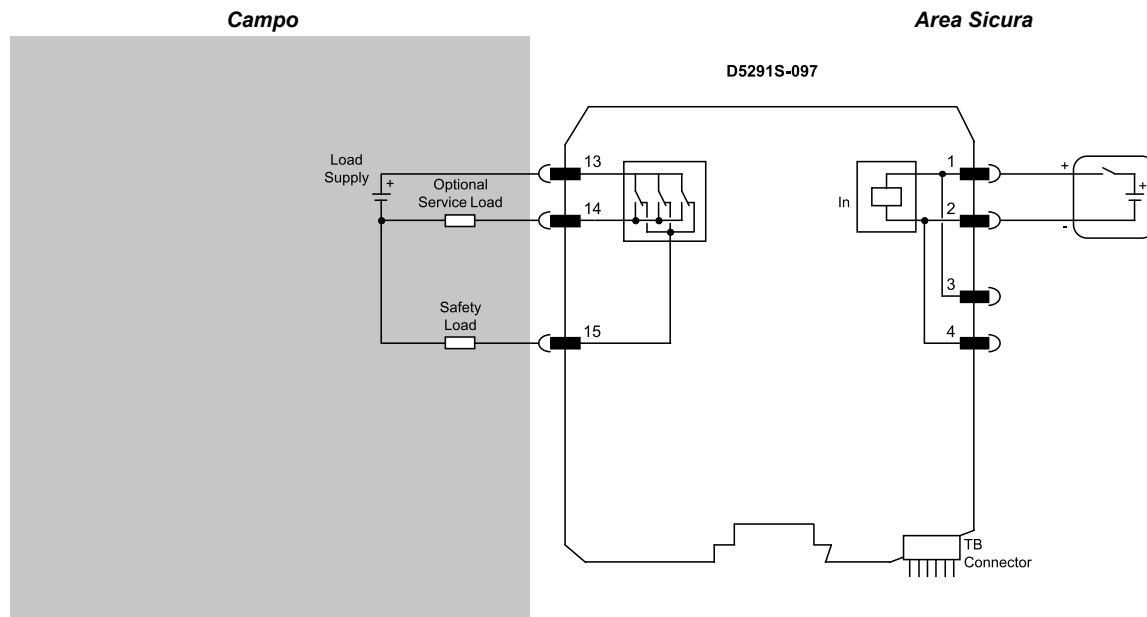 Campo
Area Sicura
D5291S-097
Load
Supply
+
Optional
Service Load
Safety
Load
13
14
15
In
1
2
3
4
+
-
+
TB
Connector